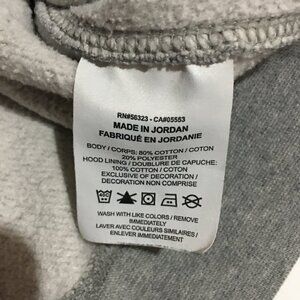 RN#56323 - CA#05553
MADE IN JORDAN
FABRIQUÉ EN JORDANIE
BODY / CORPS: 80% COTTON / COTON
20% POLYESTER
HOOD LINING / DOUBLURE DE CAPUCHE:
100% COTTON / COTON
EXCLUSIVE OF DECORATION /
DECORATION NON COMPRISE
WASH WITH LIKE COLORS / REMOVE
IMMEDIATELY
LAVER AVEC COULEURS SIMILAIRES /
ENLEVER IMMEDIATEMENT